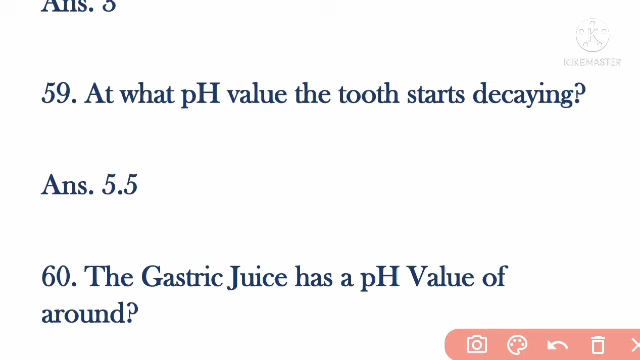 Ans. 3
KIKEMASTER
59. At what pH value the tooth starts decaying?
Ans. 5.5
60. The Gastric Juice has a pH Value of
around?